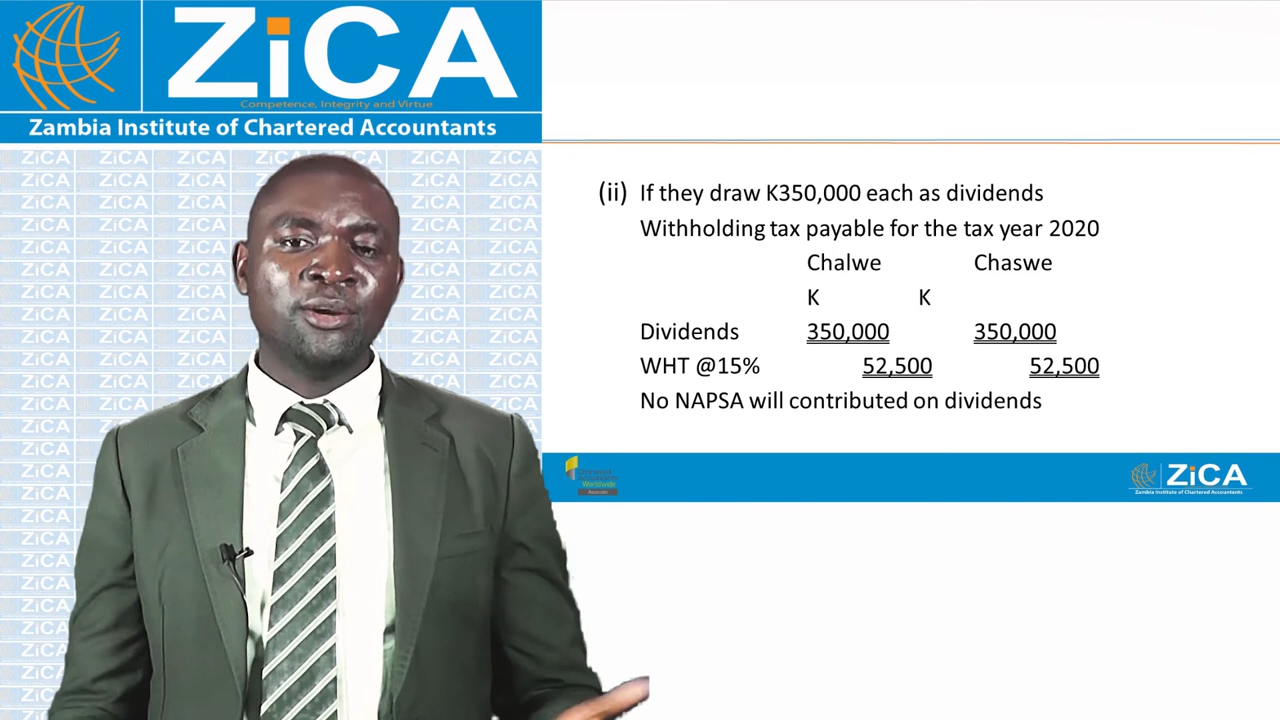 ZiCA
Competence, Integrity and Virtue
Zambia Institute of Chartered Accountants
(ii) If they draw K350,000 each as dividends
Withholding tax payable for the tax year 2020
Chalwe Chaswe
K K
Dividends 350,000 350,000
WHT @15% 52,500 52,500
No NAPSA will contributed on dividends
Worldwide
Associate
ZiCA
Zambia Institute of Chartered Accountants